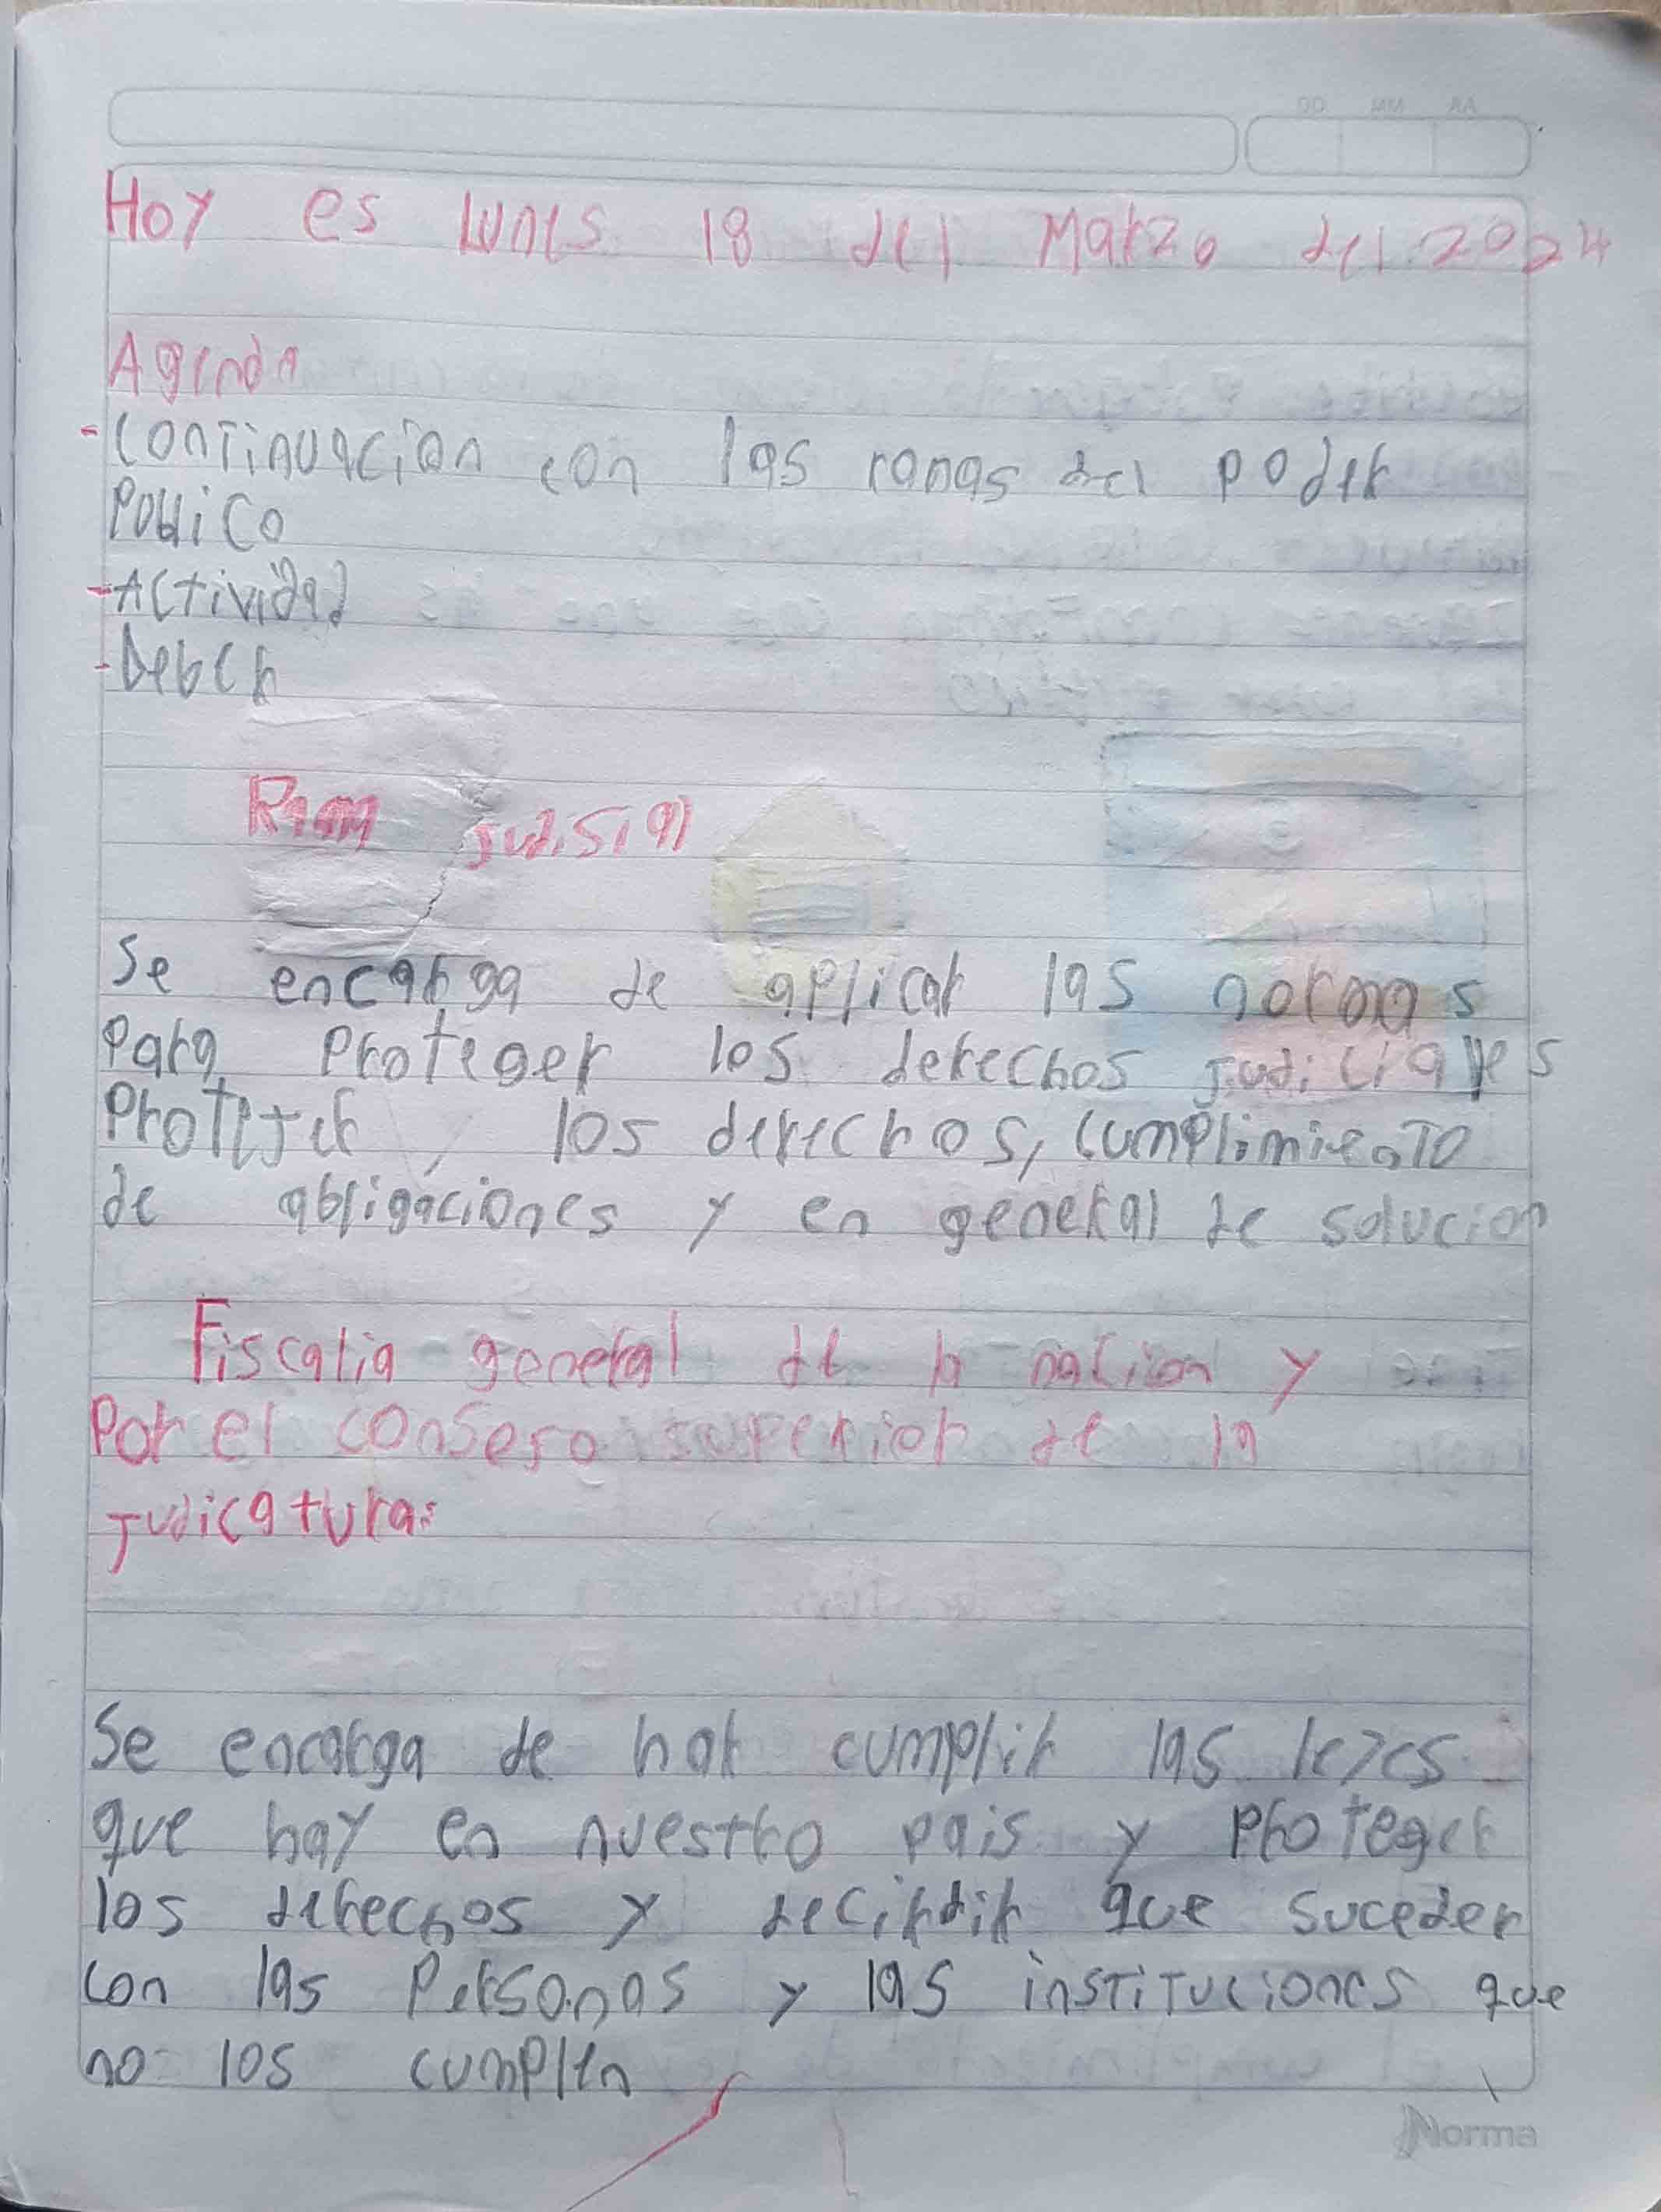 DD MM AA
Hoy es lunes 18 del Marzo del 2024
Agenda
-Continuación con las ramas del poder
Publico
-Actividad
-Deber
Rama Judisial
Se encarga de aplicar las normas
Para Proteger los derechos Judiciales
Proteger los derechos, cumplimiento
de obligaciones y en general de solucion
Fiscalia general de la nacion y
Por el consero superior de la
Judicatura:
Se encarga de har cumplir las leyes
que hay en nuestro pais y Proteger
los derechos y decirdir que suceder
con las Personas y las instituciones que
no los cumplen
Norma